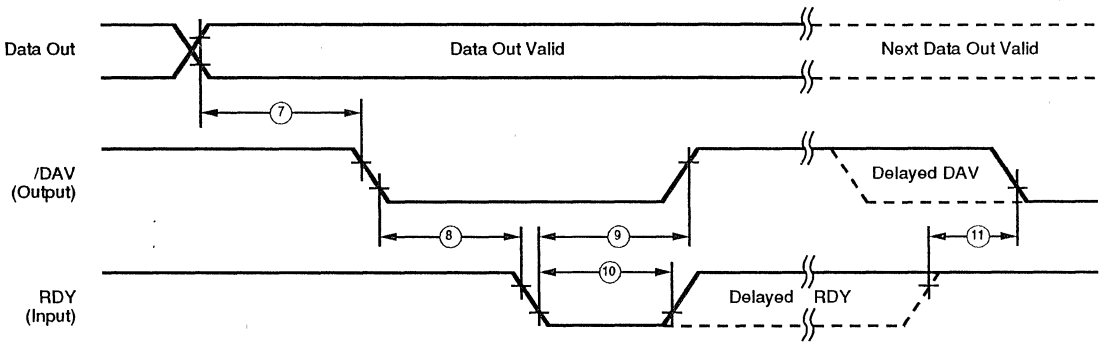 Data Out
Data Out Valid
Next Data Out Valid
7
/DAV
(Output)
Delayed DAV
8
9
11
10
RDY
(Input)
Delayed RDY